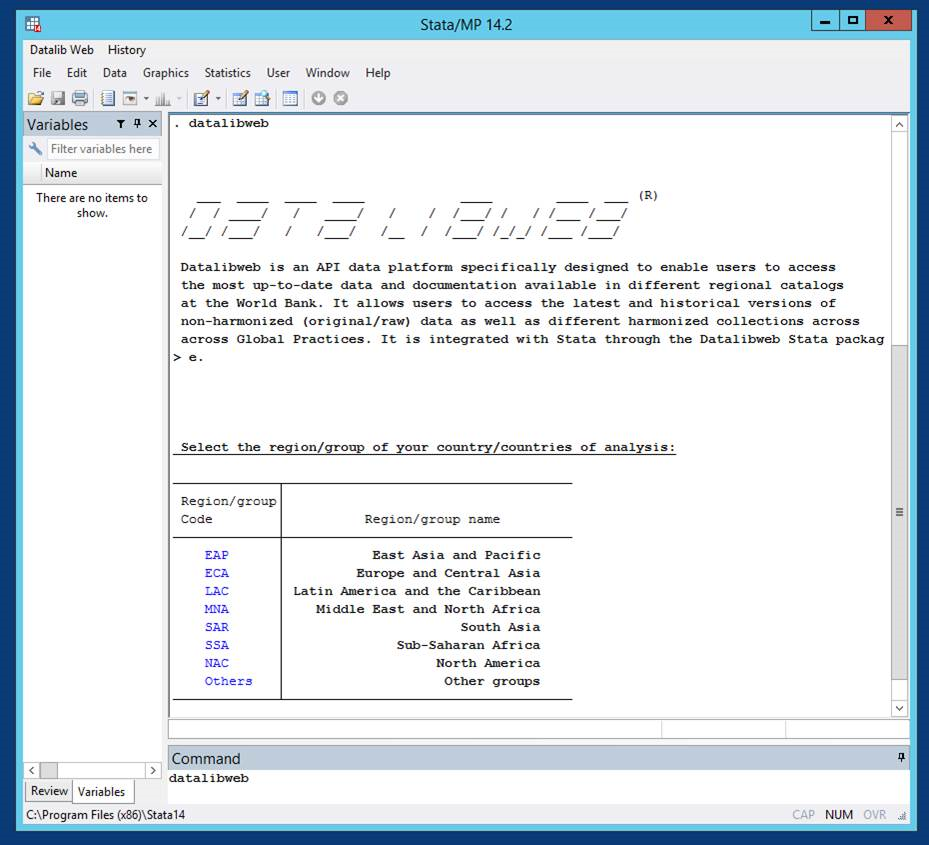 Stata/MP 14.2
Datalib Web History
File Edit Data Graphics Statistics User Window Help
Variables
Filter variables here
Name
There are no items to
show.
. datalibweb
(R)
Datalibweb is an API data platform specifically designed to enable users to access
the most up-to-date data and documentation available in different regional catalogs
at the World Bank. It allows users to access the latest and historical versions of
non-harmonized (original/raw) data as well as different harmonized collections across
across Global Practices. It is integrated with Stata through the Datalibweb Stata packag
> e.
Select the region/group of your country/countries of analysis:
Region/group
Code Region/group name
EAP East Asia and Pacific
ECA Europe and Central Asia
LAC Latin America and the Caribbean
MNA Middle East and North Africa
SAR South Asia
SSA Sub-Saharan Africa
NAC North America
Others Other groups
Command
datalibweb
Review Variables
C:\Program Files (x86)\Stata14 CAP NUM OVR